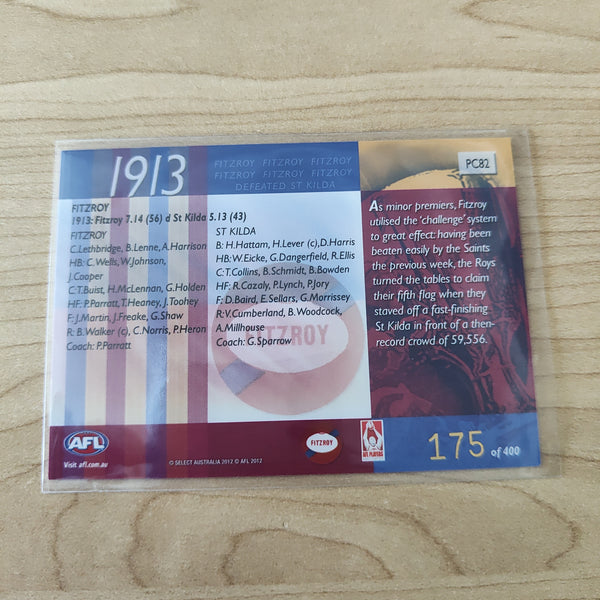 1913
FITZROY FITZROY FITZROY
FITZROY FITZROY FITZROY
DEFEATED ST KILDA
PC82
FITZROY
1913: Fitzroy 7.14 (56) d St Kilda 5.13 (43)
FITZROY
C.Lethbridge, B.Lenne, A.Harrison
HB: C.Wells, W.Johnson,
J.Cooper
C:T.Buist, H.McLennan, G.Holden
HF: P.Parratt, T.Heaney, J.Toohey
F: J.Martin, J.Freake, G.Shaw
R: B.Walker (c), C.Norris, P.Heron
Coach: P.Parratt
ST KILDA
B: H.Hattam, H.Lever (c),D.Harris
HB: W.Eicke, G.Dangerfield, R.Ellis
C:T.Collins, B.Schmidt, B.Bowden
HF: R.Cazaly, P.Lynch, P.Jory
F: D.Baird, E.Sellars, G.Morrissey
R:V.Cumberland, B.Woodcock,
A.Millhouse
Coach: G.Sparrow
FITZROY
As minor premiers, Fitzroy
utilised the 'challenge' system
to great effect: having been
beaten easily by the Saints
the previous week, the Roys
turned the tables to claim
their fifth flag when they
staved off a fast-finishing
St Kilda in front of a then-
record crowd of 59,556.
AFL
Visit afl.com.au
© SELECT AUSTRALIA 2012 © AFL 2012
FITZROY
AFL PLAYERS
175 of 400